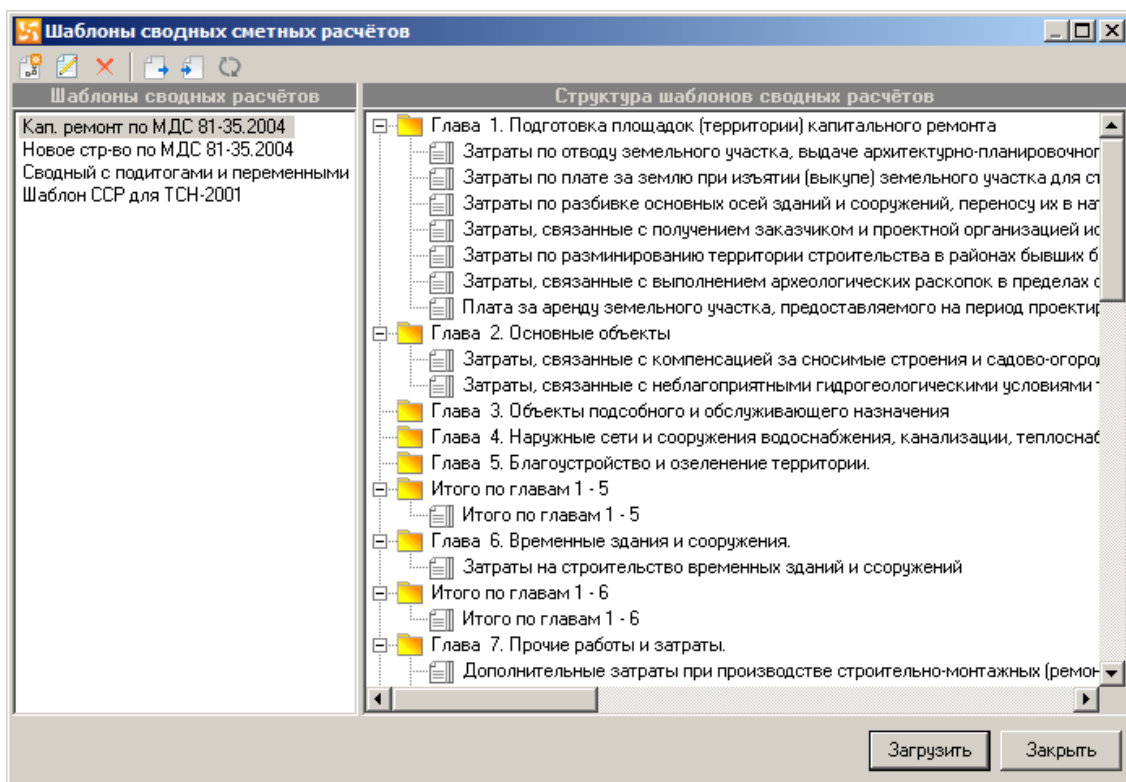 Шаблоны сводных сметных расчётов
Шаблоны сводных расчётов
Структура шаблонов сводных расчётов
Кап. ремонт по МДС 81-35.2004
Новое стр-во по МДС 81-35.2004
Сводный с подитогами и переменными
Шаблон ССР для ТСН-2001
Глава 1. Подготовка площадок (территории) капитального ремонта
Затраты по отводу земельного участка, выдаче архитектурно-планировочног
Затраты по плате за землю при изъятии (выкупе) земельного участка для ст
Затраты по разбивке основных осей зданий и сооружений, переносу их в нат
Затраты, связанные с получением заказчиком и проектной организацией ис
Затраты по разминированию территории строительства в районах бывших б
Затраты, связанные с выполнением археологических раскопок в пределах с
Плата за аренду земельного участка, предоставляемого на период проектир
Глава 2. Основные объекты
Затраты, связанные с компенсацией за сносимые строения и садово-огород
Затраты, связанные с неблагоприятными гидрогеологическими условиями т
Глава 3. Объекты подсобного и обслуживающего назначения
Глава 4. Наружные сети и сооружения водоснабжения, канализации, теплоснаб
Глава 5. Благоустройство и озеленение территории.
Итого по главам 1 - 5
Итого по главам 1 - 5
Глава 6. Временные здания и сооружения.
Затраты на строительство временных зданий и ссоружений
Итого по главам 1 - 6
Итого по главам 1 - 6
Глава 7. Прочие работы и затраты.
Дополнительные затраты при производстве строительно-монтажных (ремон
Загрузить
Закрыть